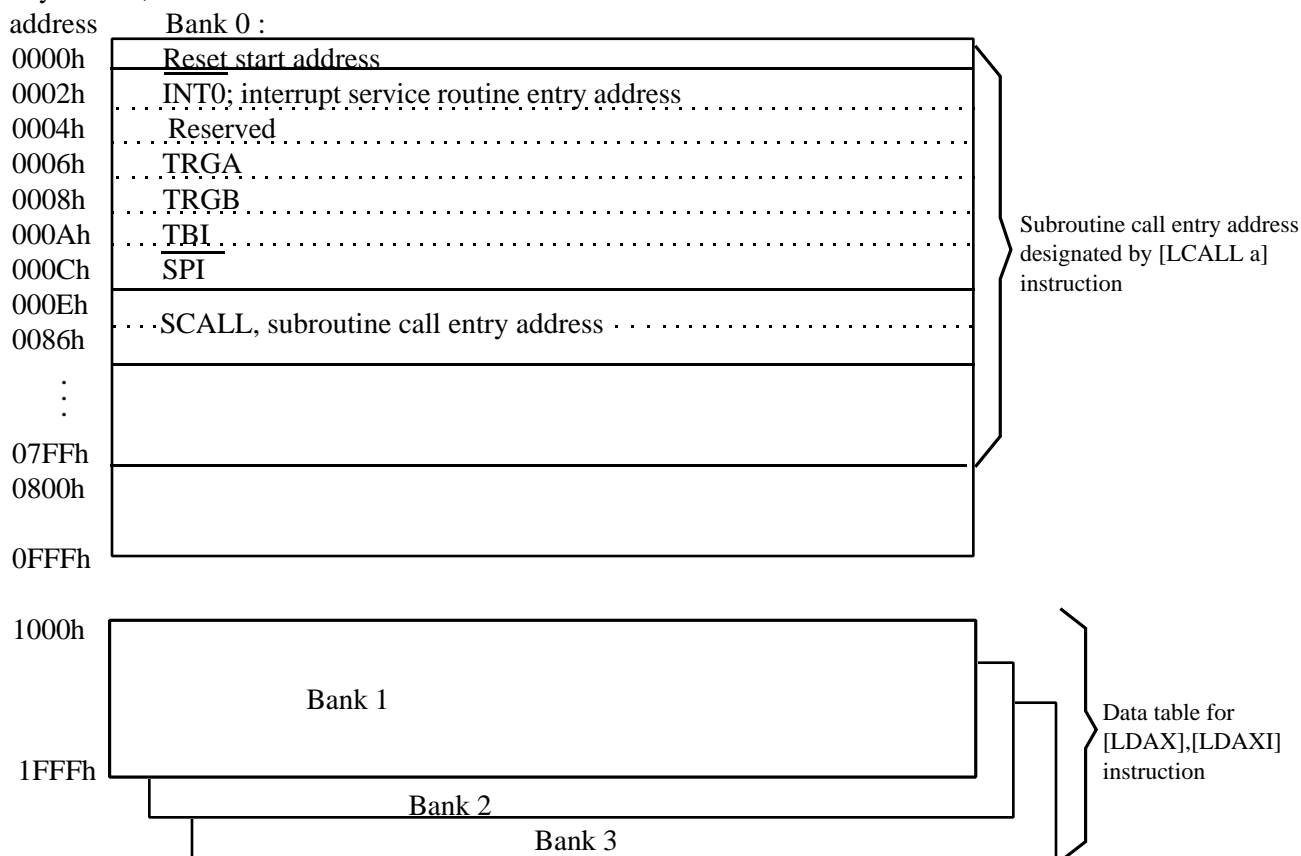 address Bank 0 :
0000h Reset start address
0002h INT0; interrupt service routine entry address
0004h Reserved
0006h TRGA
0008h TRGB
000Ah TBI
000Ch SPI
000Eh
SCALL, subroutine call entry address
0086h
07FFh
0800h
0FFFh
Subroutine call entry address
designated by [LCALL a]
instruction
1000h
Bank 1
1FFFh
Bank 2
Bank 3
Data table for
[LDAX],[LDAXI]
instruction